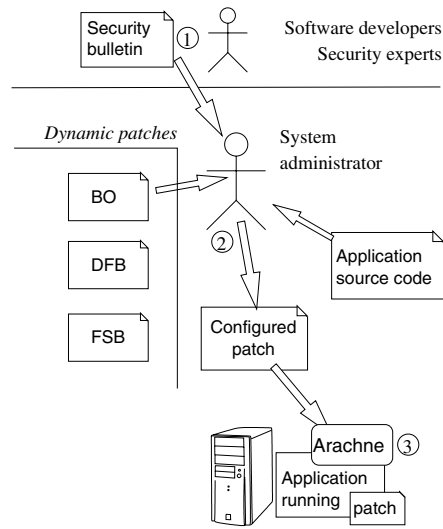 Security
bulletin
1
Software developers
Security experts
Dynamic patches
System
administrator
BO
2
DFB
Application
source code
FSB
Configured
patch
Arachne
3
Application
running
patch